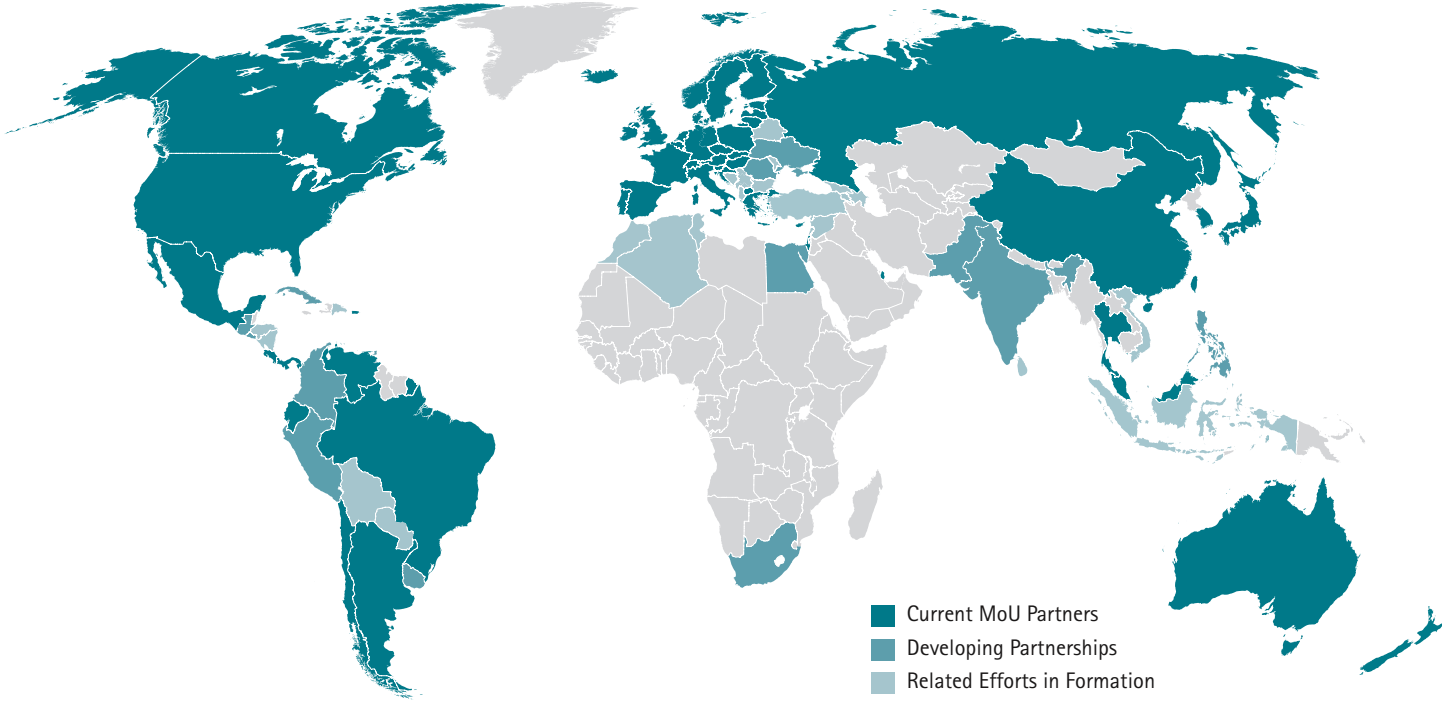 Current MoU Partners
Developing Partnerships
Related Efforts in Formation